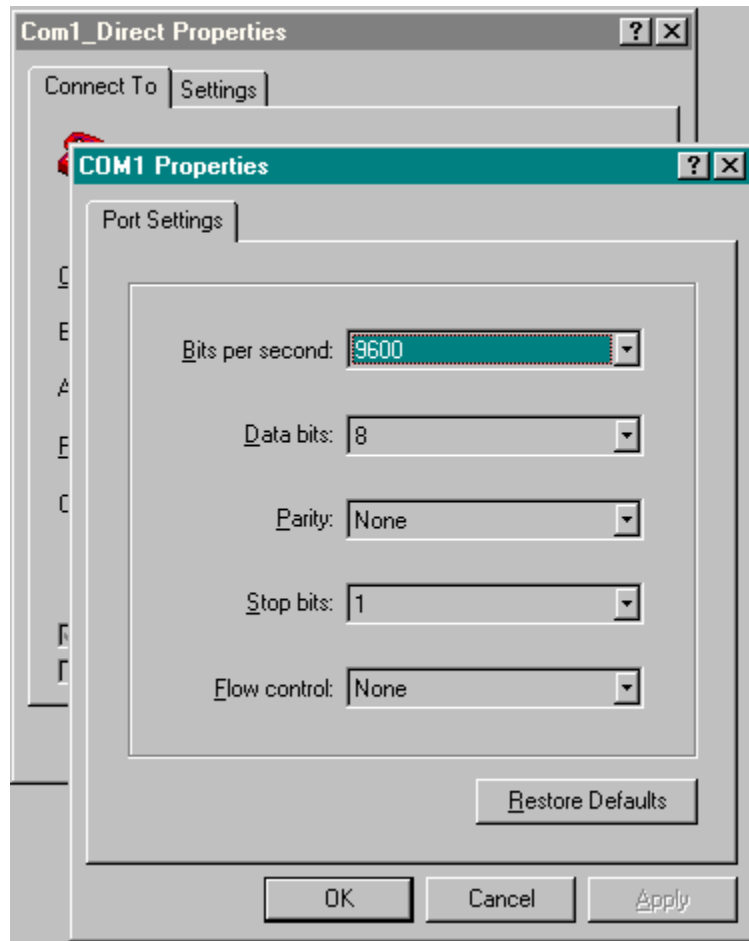 Com1_Direct Properties
Connect To
Settings
COM1 Properties
Port Settings
Bits per second: 9600
Data bits: 8
Parity: None
Stop bits: 1
Flow control: None
Restore Defaults
OK
Cancel
Apply